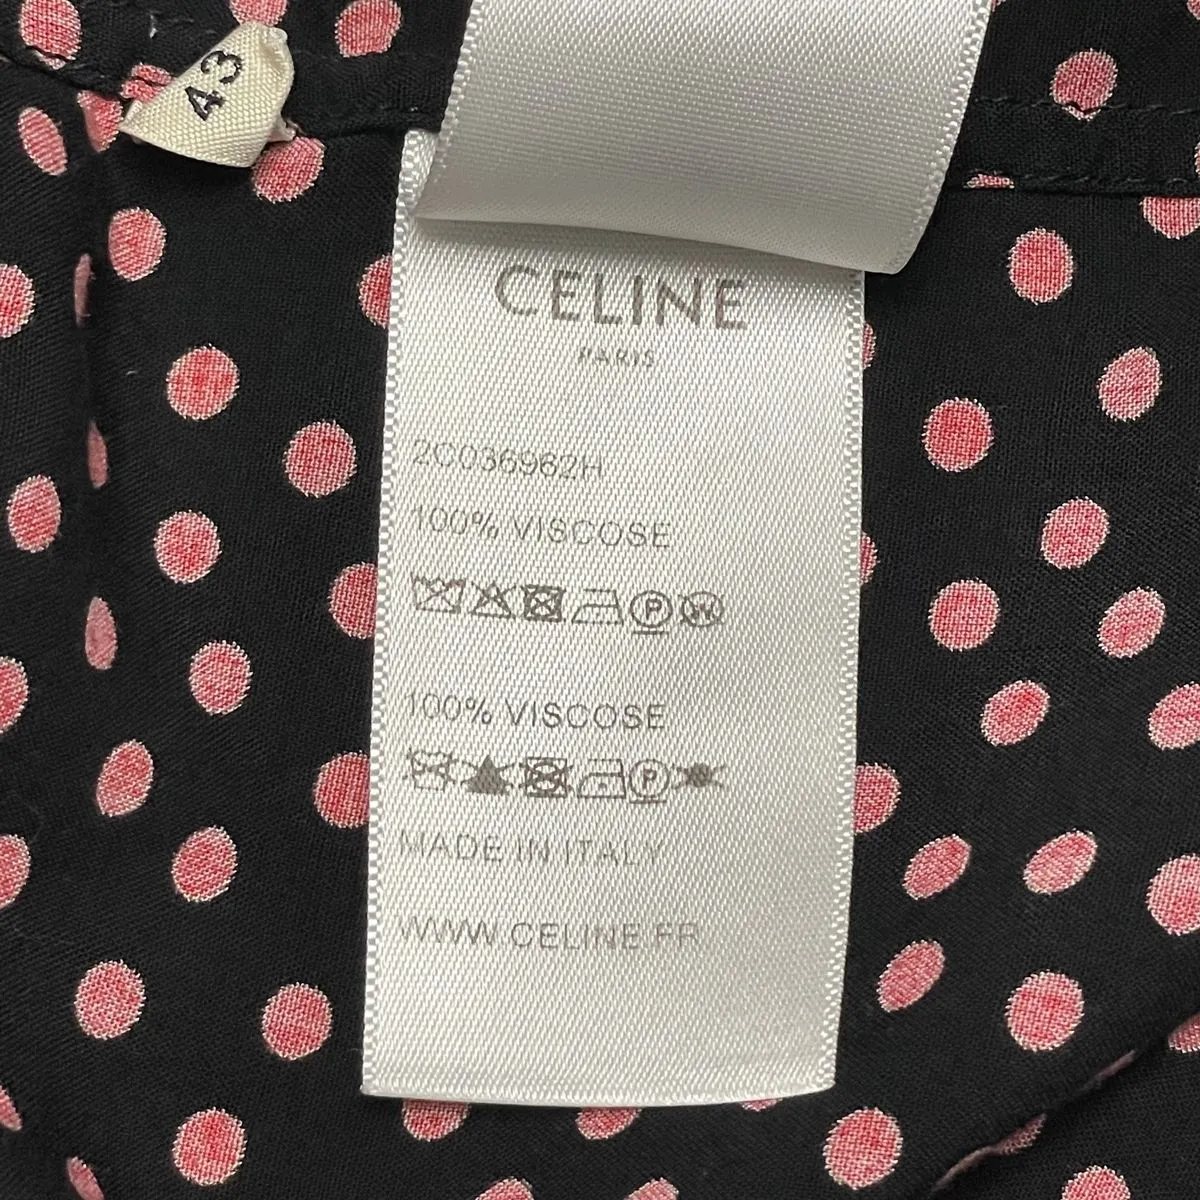 43
CELINE
PARIS
2C036962H
100% VISCOSE
P W
100% VISCOSE
P
MADE IN ITALY
WWW.CELINE.FR